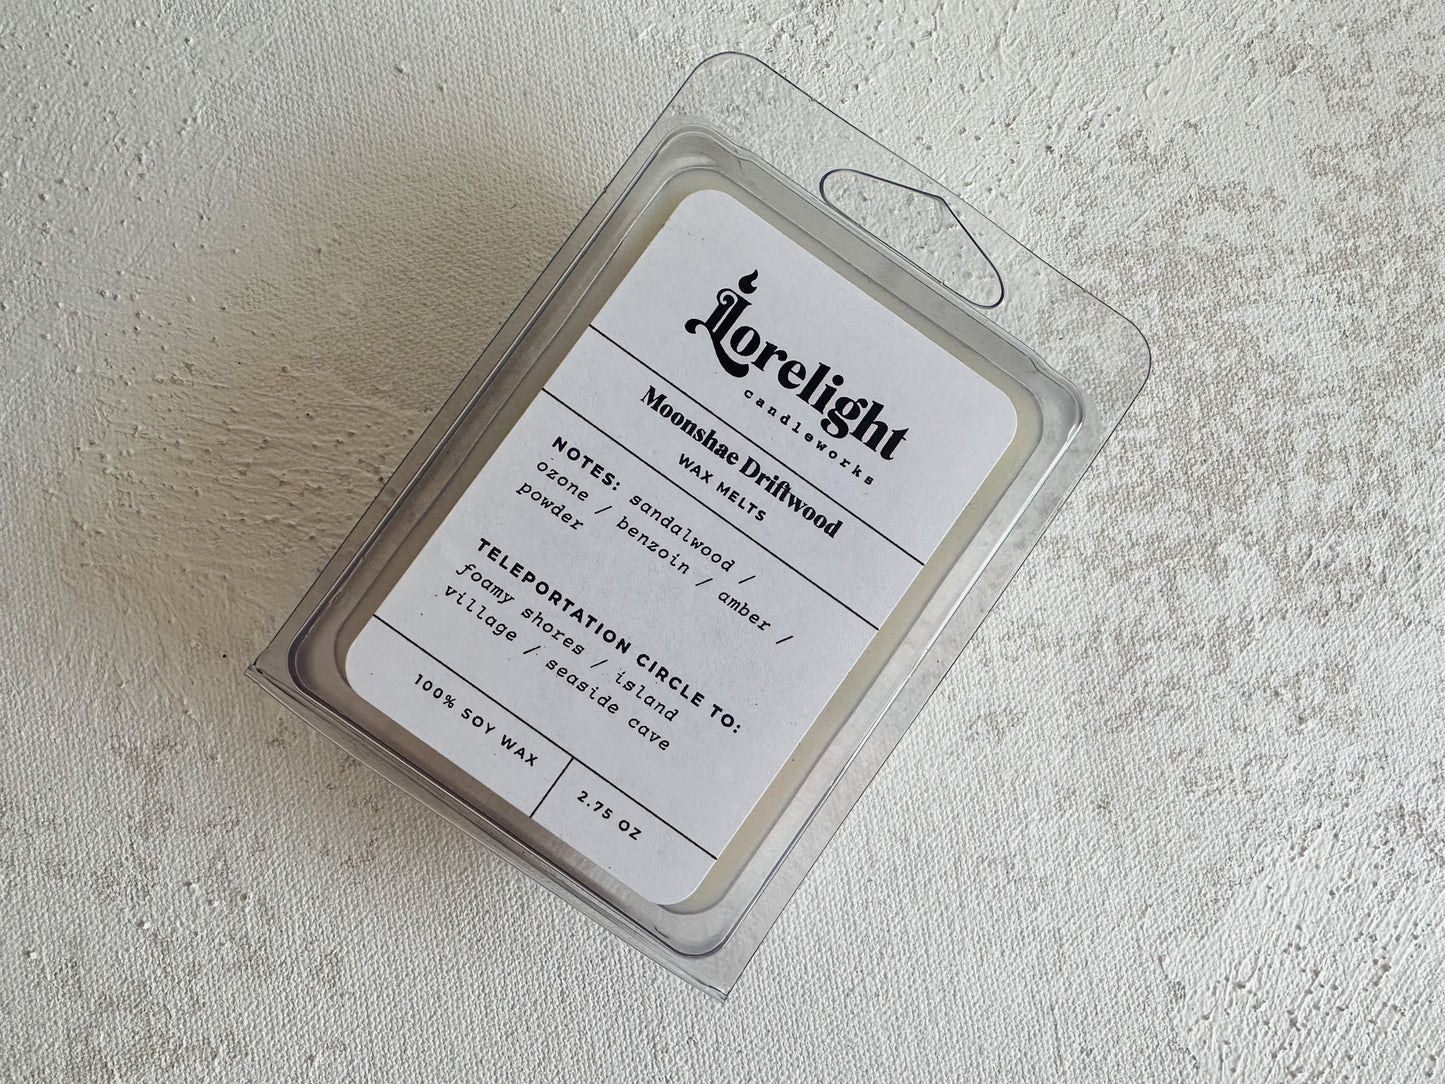 Lorelight
candleworks
Moonshae Driftwood
WAX MELTS
NOTES: sandalwood /
ozone / benzoin / amber /
powder
TELEPORTATION CIRCLE TO:
foamy shores / island
village / seaside cave
100% SOY WAX
2.75 OZ